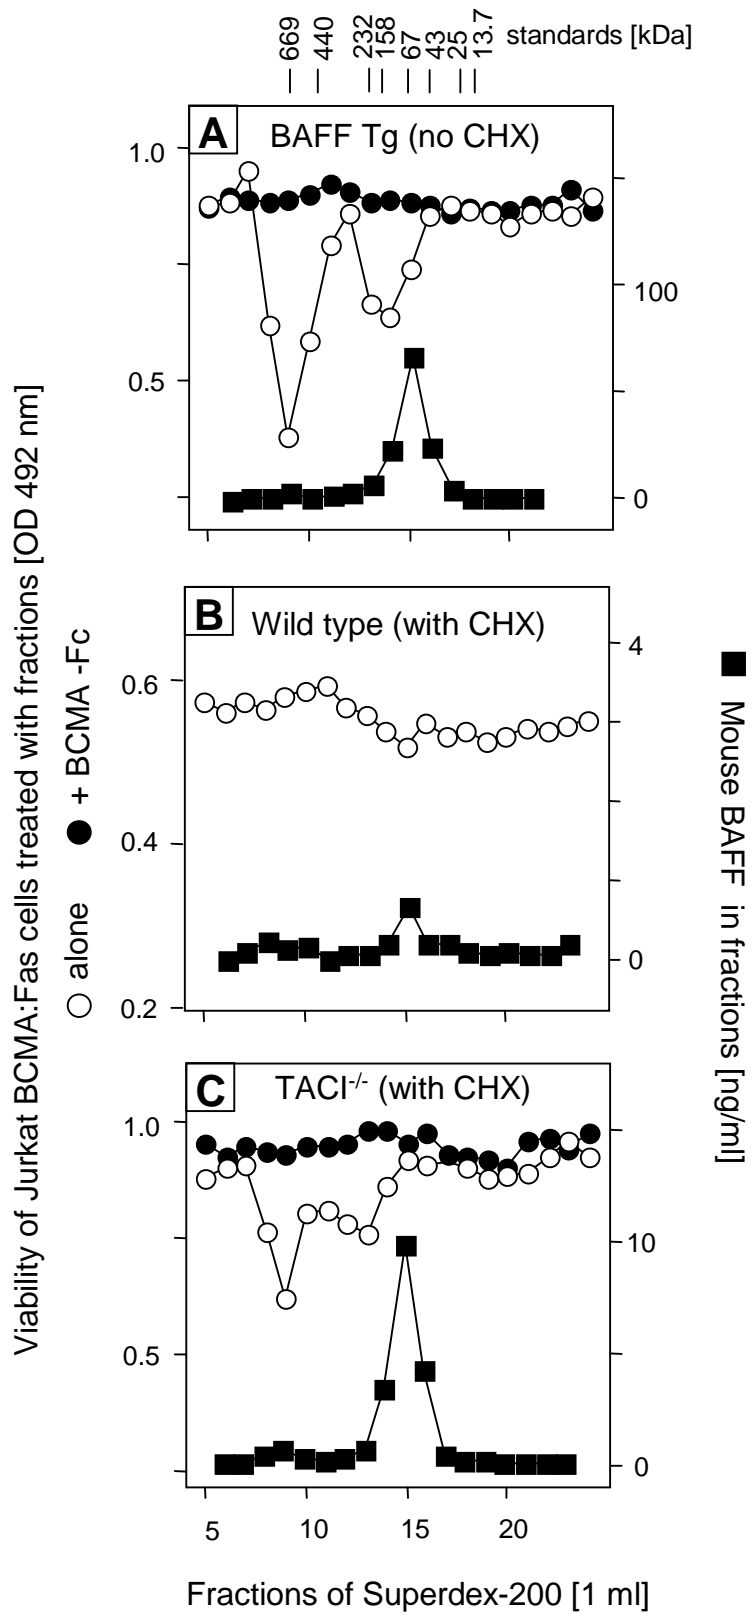 669 440 232 158 67 43 25 13.7 standards [kDa]
A BAFF Tg (no CHX)
1.0
100
0.5
0
B Wild type (with CHX)
4
0.6
0.4
0
0.2
C TACI-/- (with CHX)
1.0
10
0.5
0
5 10 15 20
Fractions of Superdex-200 [1 ml]
Viability of Jurkat BCMA:Fas cells treated with fractions [OD 492 nm]
alone + BCMA -Fc
Mouse BAFF in fractions [ng/ml]